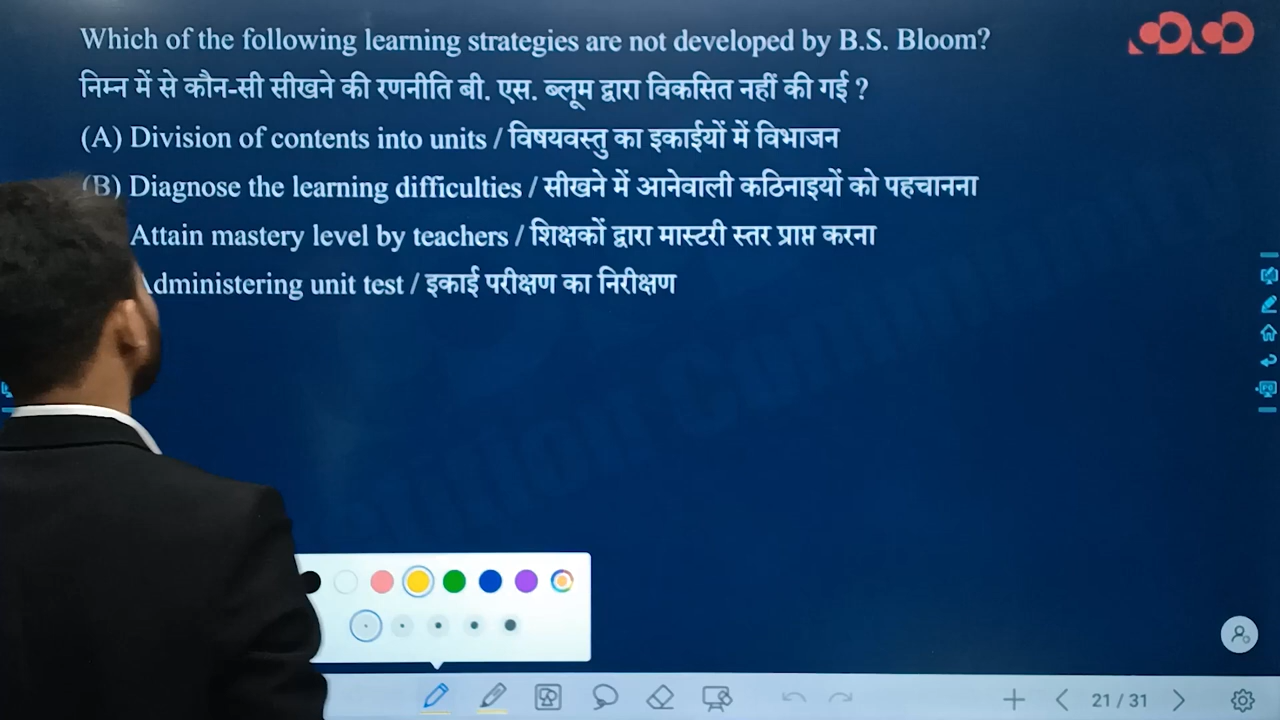 Which of the following learning strategies are not developed by B.S. Bloom?
निम्न में से कौन-सी सीखने की रणनीति बी. एस. ब्लूम द्वारा विकसित नहीं की गई ?
(A) Division of contents into units / विषयवस्तु का इकाईयों में विभाजन
(B) Diagnose the learning difficulties / सीखने में आनेवाली कठिनाइयों को पहचानना
Attain mastery level by teachers / शिक्षकों द्वारा मास्टरी स्तर प्राप्त करना
Administering unit test / इकाई परीक्षण का निरीक्षण
21 / 31